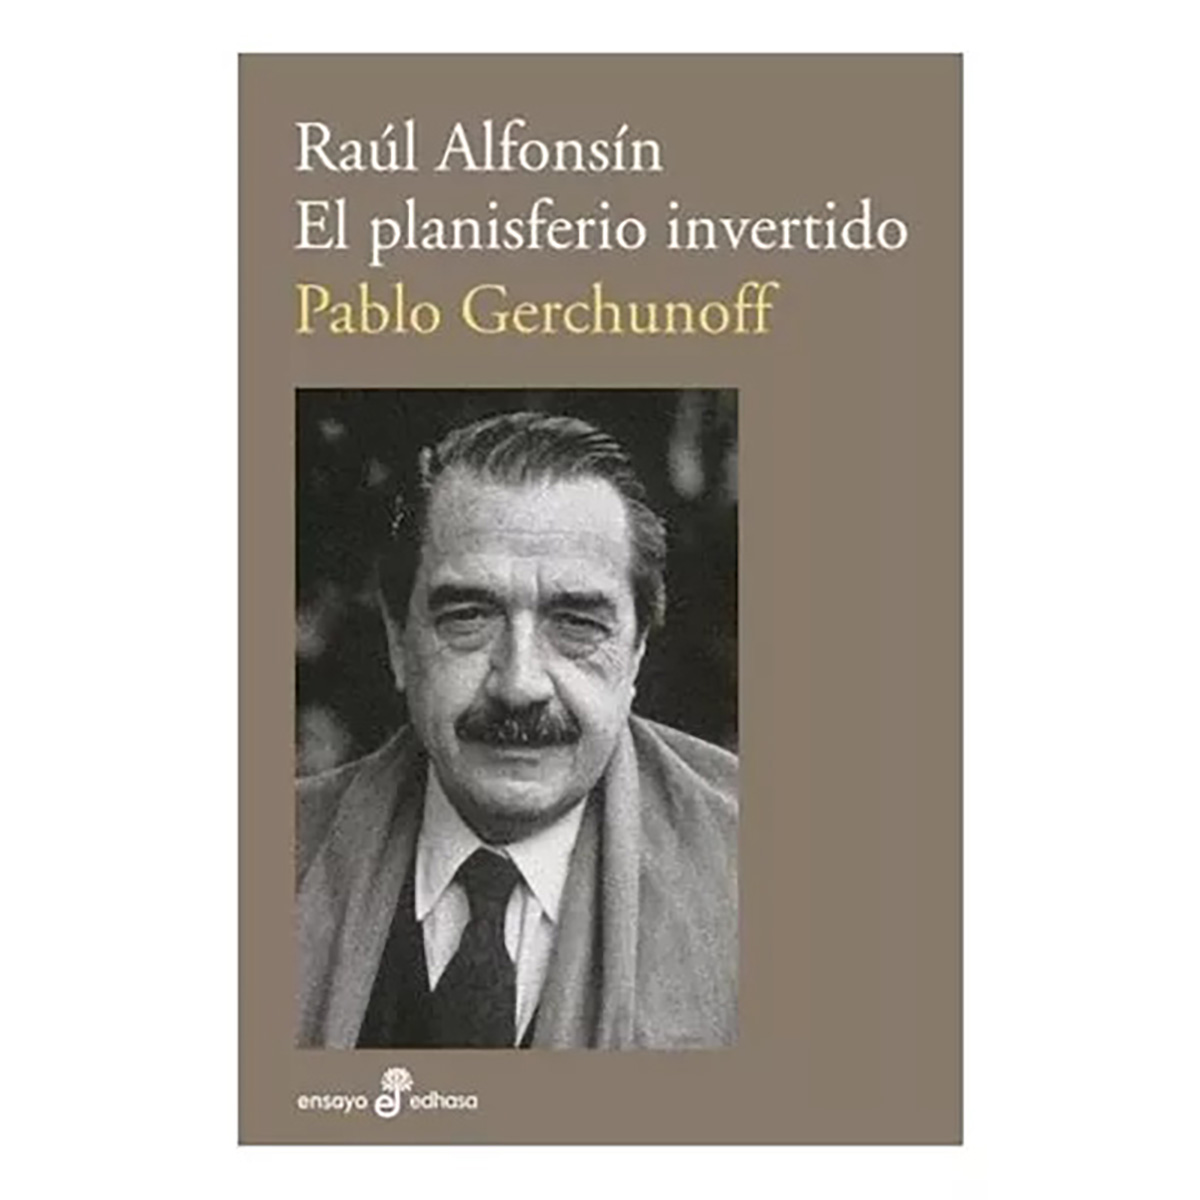 Raúl Alfonsín
El planisferio invertido
Pablo Gerchunoff
ensayo edhasa